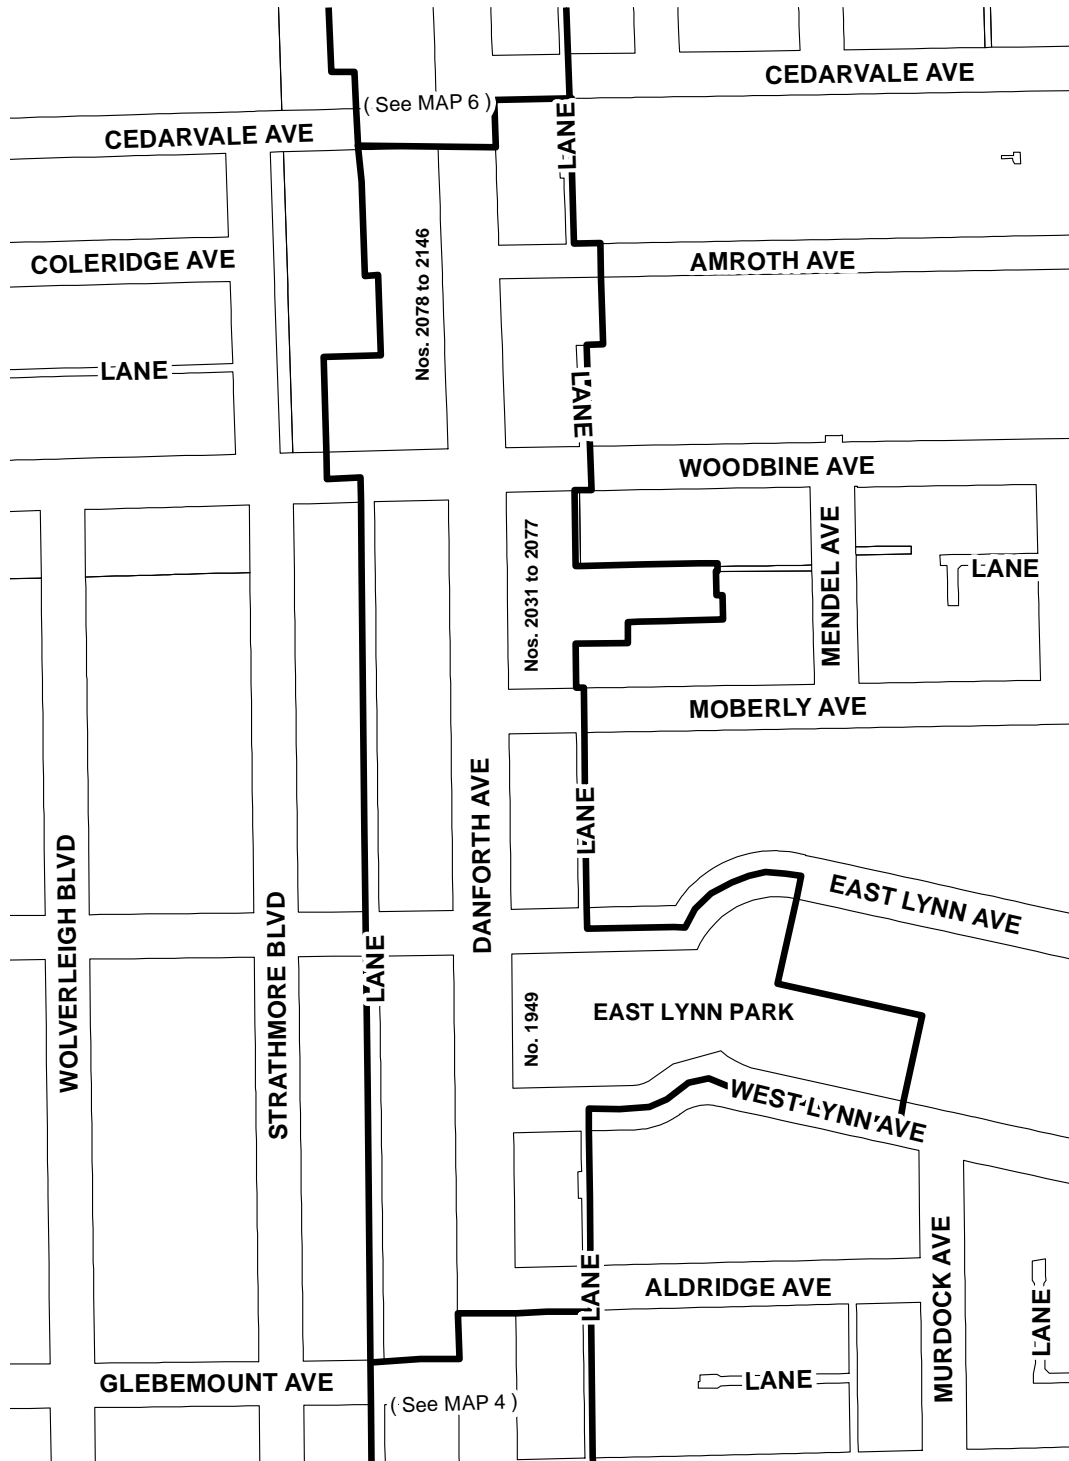 CEDARVALE AVE
( See MAP 6 )
CEDARVALE AVE
LANE
COLERIDGE AVE
AMROTH AVE
Nos. 2078 to 2146
LANE
LANE
WOODBINE AVE
Nos. 2031 to 2077
MENDEL AVE
LANE
MOBERLY AVE
LANE
DANFORTH AVE
WOLVERLEIGH BLVD
STRATHMORE BLVD
LANE
EAST LYNN AVE
No. 1949
EAST LYNN PARK
WEST LYNN AVE
LANE
ALDRIDGE AVE
MURDOCK AVE
LANE
GLEBEMOUNT AVE
LANE
( See MAP 4 )